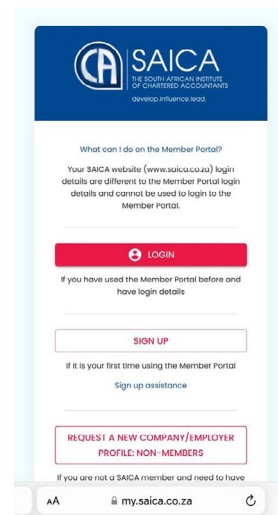 CA
SAICA
THE SOUTH AFRICAN INSTITUTE
OF CHARTERED ACCOUNTANTS
develop.influence.lead.
What can I do on the Member Portal?
Your SAICA website (www.saica.co.za) login
details are different to the Member Portal login
details and cannot be used to login to the
Member Portal.
LOGIN
If you have used the Member Portal before and
have login details
SIGN UP
If it is your first time using the Member Portal
Sign up assistance
REQUEST A NEW COMPANY/EMPLOYER
PROFILE: NON-MEMBERS
If you are not a SAICA member and need to have
AA my.saica.co.za